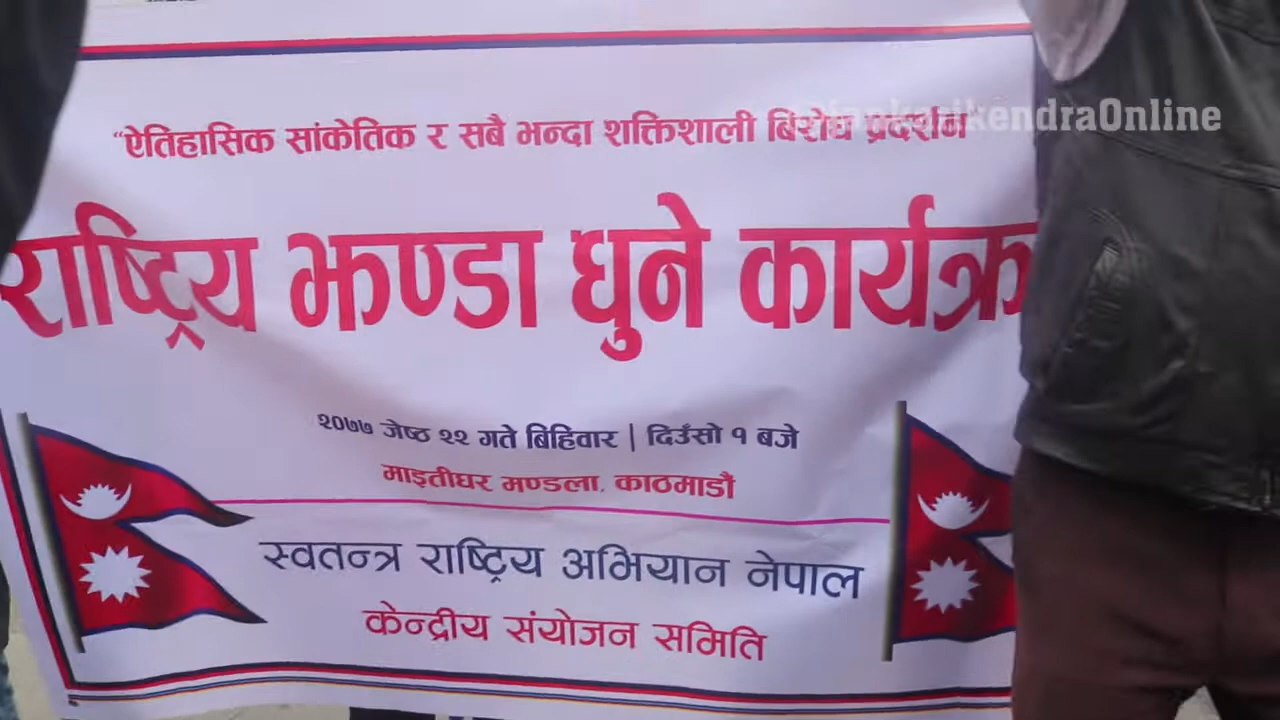 “ऐतिहासिक सांकेतिक र सबै भन्दा शक्तिशाली बिरोध प्रदर्शन”
राष्ट्रिय झण्डा धुने कार्यक्र
२०७७ जेष्ठ २२ गते बिहिवार | दिउँसो १ बजे
माइतीघर मण्डला, काठमाडौं
स्वतन्त्र राष्ट्रिय अभियान नेपाल
केन्द्रीय संयोजन समिति